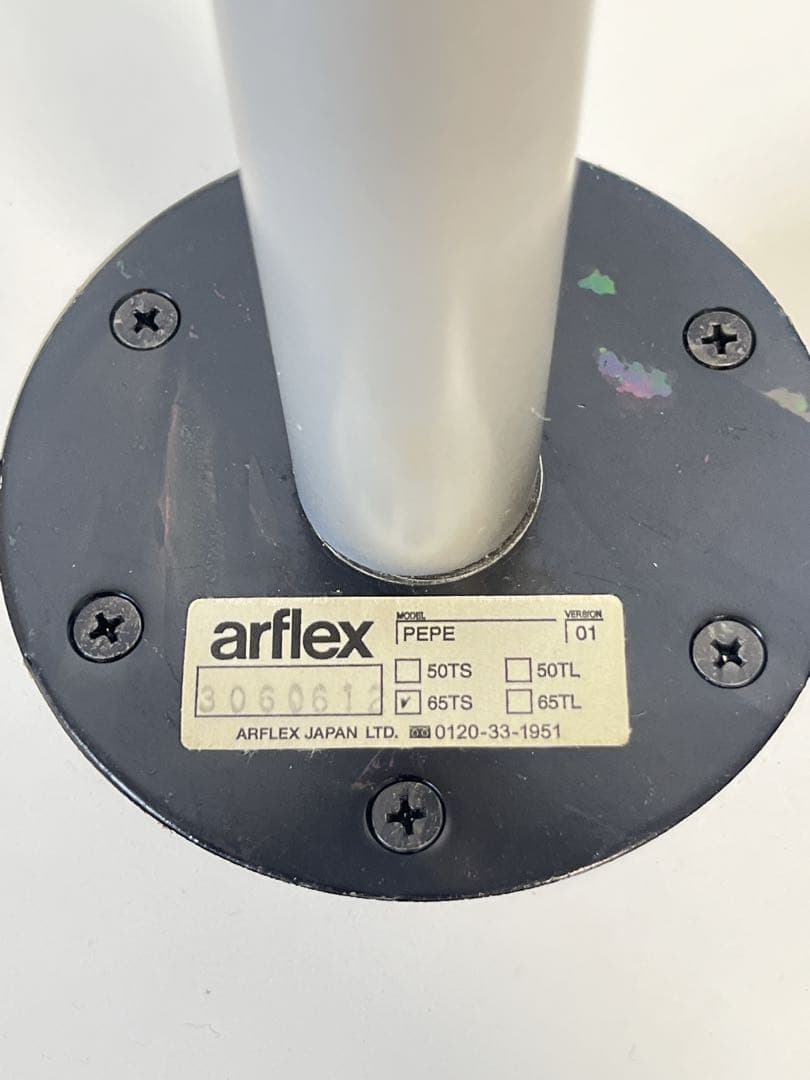 arflex
MODEL
PEPE
VERSION
01
50TS
50TL
3060612
65TS
65TL
ARFLEX JAPAN LTD. 0120-33-1951